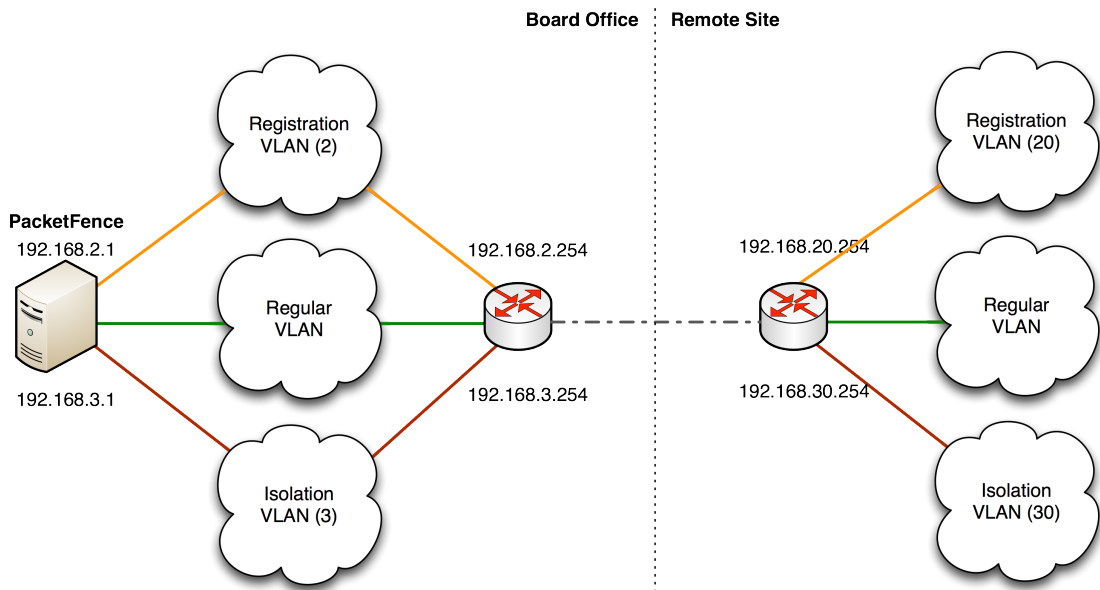 Board Office
Remote Site
Registration
VLAN (2)
Registration
VLAN (20)
PacketFence
192.168.2.1
192.168.2.254
192.168.20.254
Regular
VLAN
Regular
VLAN
192.168.3.1
192.168.3.254
192.168.30.254
Isolation
VLAN (3)
Isolation
VLAN (30)